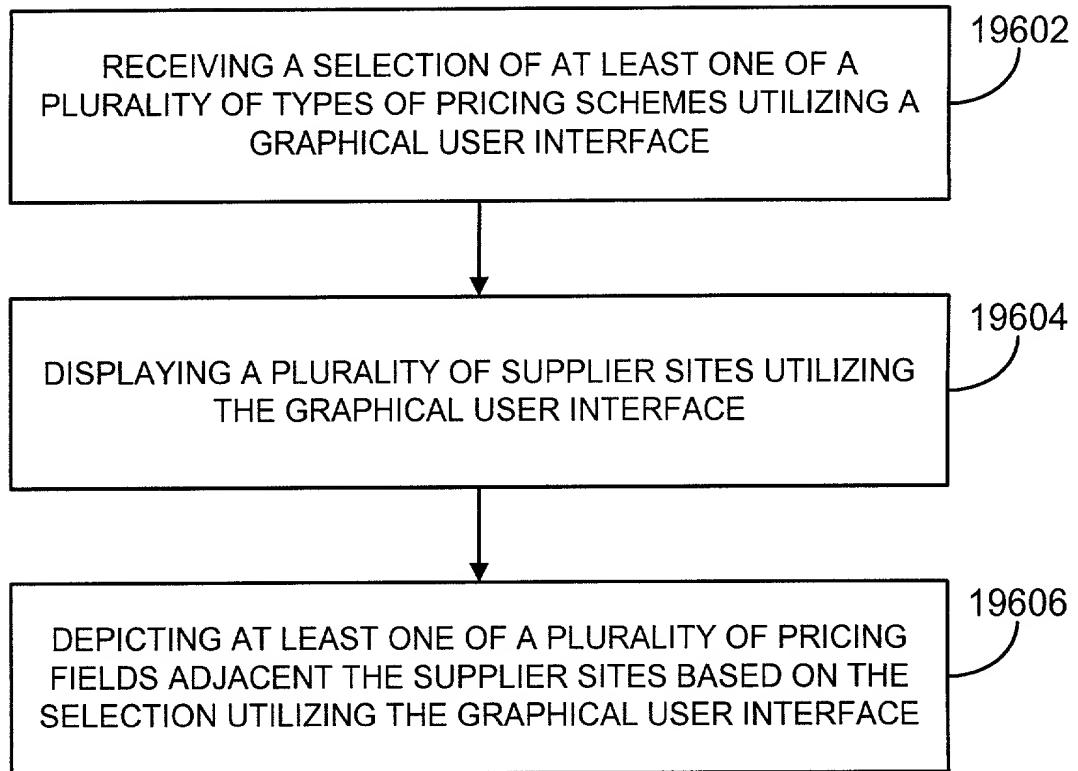 19602
RECEIVING A SELECTION OF AT LEAST ONE OF A
PLURALITY OF TYPES OF PRICING SCHEMES UTILIZING A
GRAPHICAL USER INTERFACE
19604
DISPLAYING A PLURALITY OF SUPPLIER SITES UTILIZING
THE GRAPHICAL USER INTERFACE
19606
DEPICTING AT LEAST ONE OF A PLURALITY OF PRICING
FIELDS ADJACENT THE SUPPLIER SITES BASED ON THE
SELECTION UTILIZING THE GRAPHICAL USER INTERFACE